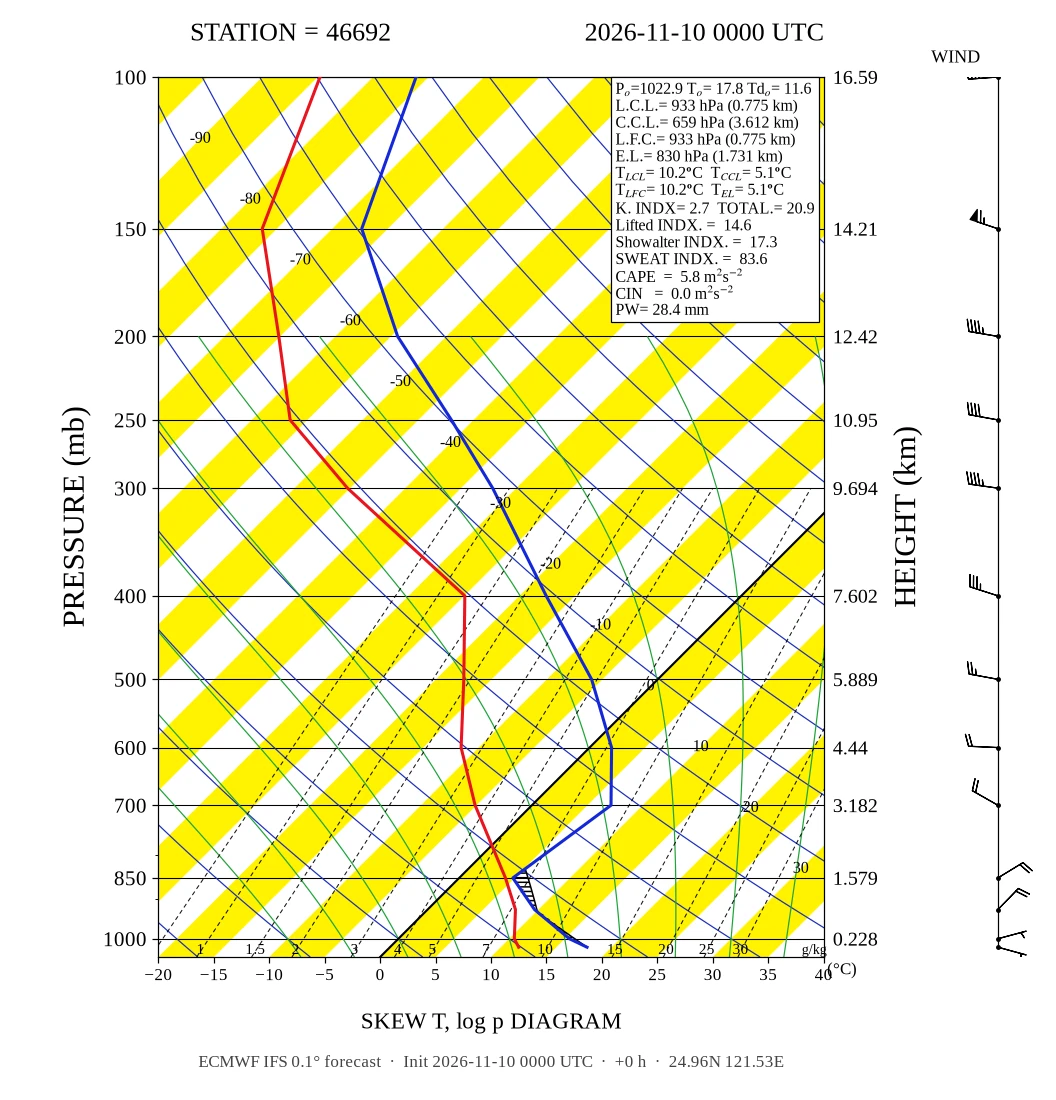 STATION = 46692
2026-11-10 0000 UTC
WIND
100
150
200
250
300
400
500
600
700
850
1000
PRESSURE (mb)
-90
-80
-70
-60
-50
-40
-30
-20
-10
0
10
20
30
Pₒ=1022.9 Tₒ= 17.8 Tdₒ= 11.6
L.C.L.= 933 hPa (0.775 km)
C.C.L.= 659 hPa (3.612 km)
L.F.C.= 933 hPa (0.775 km)
E.L.= 830 hPa (1.731 km)
T_LCL= 10.2°C T_CCL= 5.1°C
T_LFC= 10.2°C T_EL= 5.1°C
K. INDX= 2.7 TOTAL.= 20.9
Lifted INDX. = 14.6
Showalter INDX. = 17.3
SWEAT INDX. = 83.6
CAPE = 5.8 m²s⁻²
CIN = 0.0 m²s⁻²
PW= 28.4 mm
16.59
14.21
12.42
10.95
9.694
7.602
5.889
4.44
3.182
1.579
0.228
HEIGHT (km)
1 1.5 2 3 4 5 7 10 15 20 25 30 g/kg
−20 −15 −10 −5 0 5 10 15 20 25 30 35 40 (°C)
SKEW T, log p DIAGRAM
ECMWF IFS 0.1° forecast · Init 2026-11-10 0000 UTC · +0 h · 24.96N 121.53E